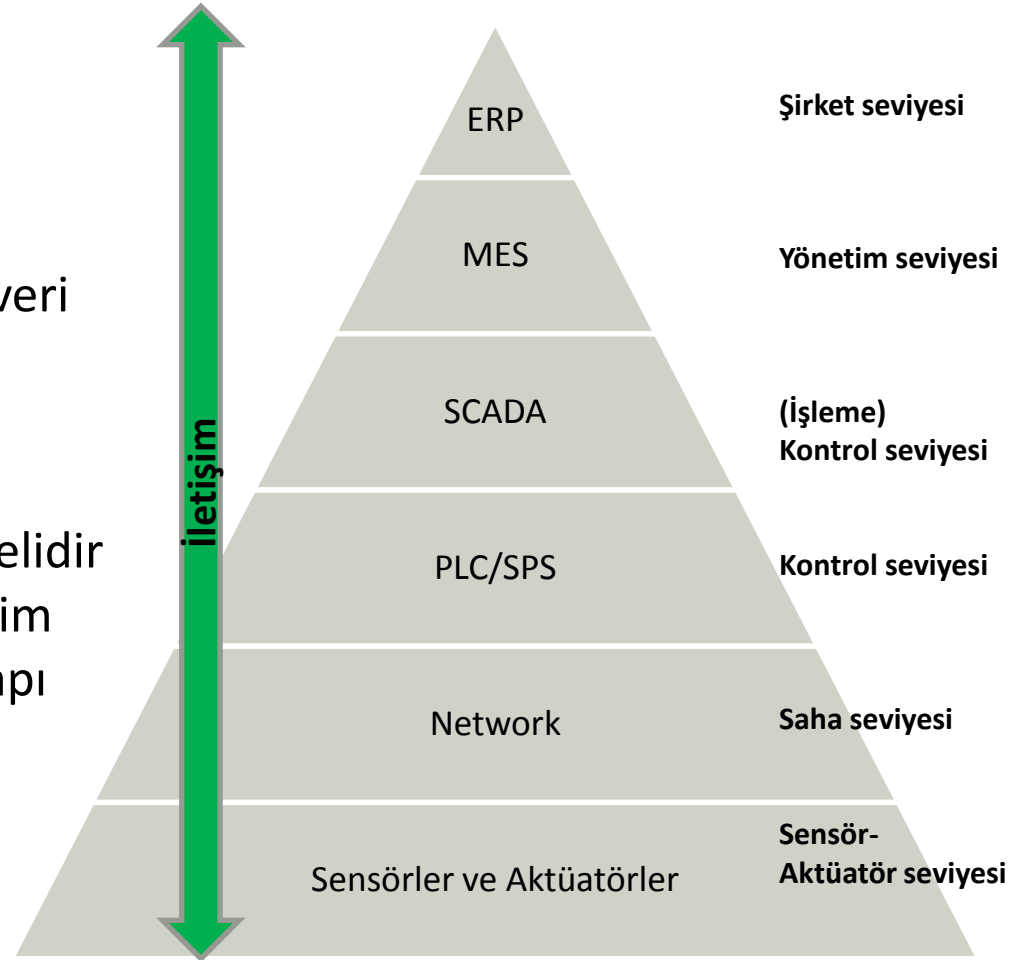 ERP
Şirket seviyesi
MES
Yönetim seviyesi
veri
SCADA
(İşleme)
Kontrol seviyesi
İletişim
elidir
PLC/SPS
Kontrol seviyesi
im
apı
Network
Saha seviyesi
Sensörler ve Aktüatörler
Sensör-
Aktüatör seviyesi